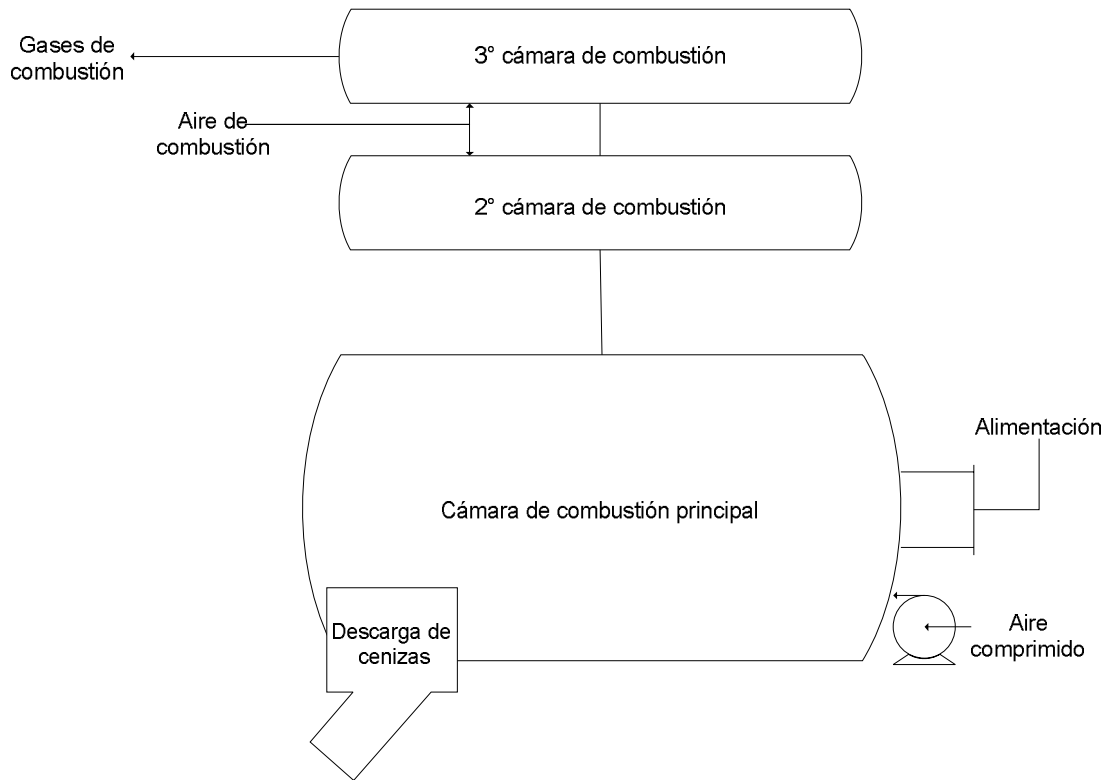 3° cámara de combustión
Gases de
combustión
Aire de
combustión
2° cámara de combustión
Alimentación
Cámara de combustión principal
Descarga de
cenizas
Aire
comprimido